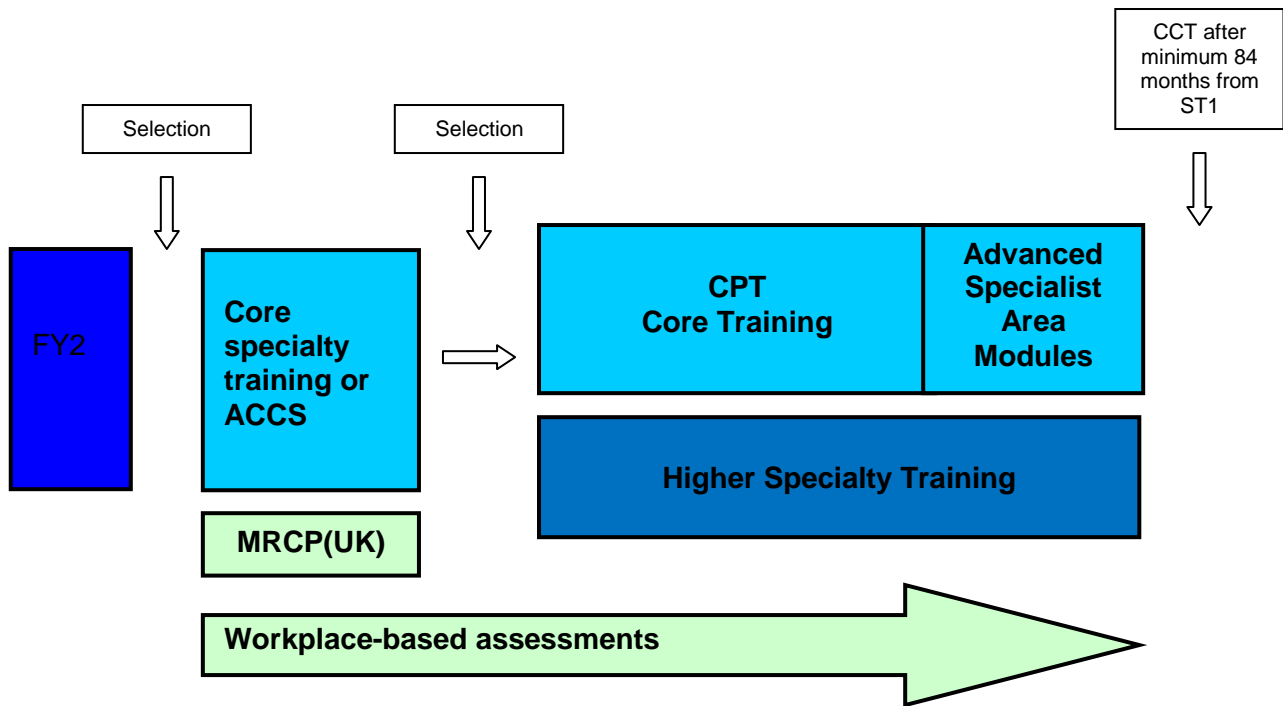 CCT after
minimum 84
months from
ST1
Selection
Selection
FY2
Core
specialty
training or
ACCS
CPT
Core Training
Advanced
Specialist
Area
Modules
Higher Specialty Training
MRCP(UK)
Workplace-based assessments